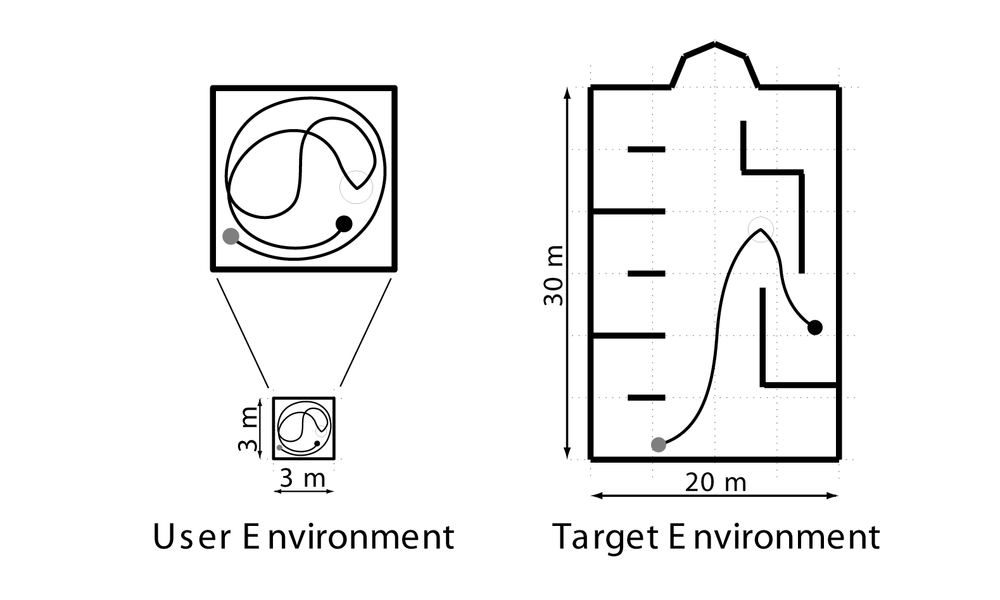 30 m
3 m
3 m
20 m
User Environment
Target Environment